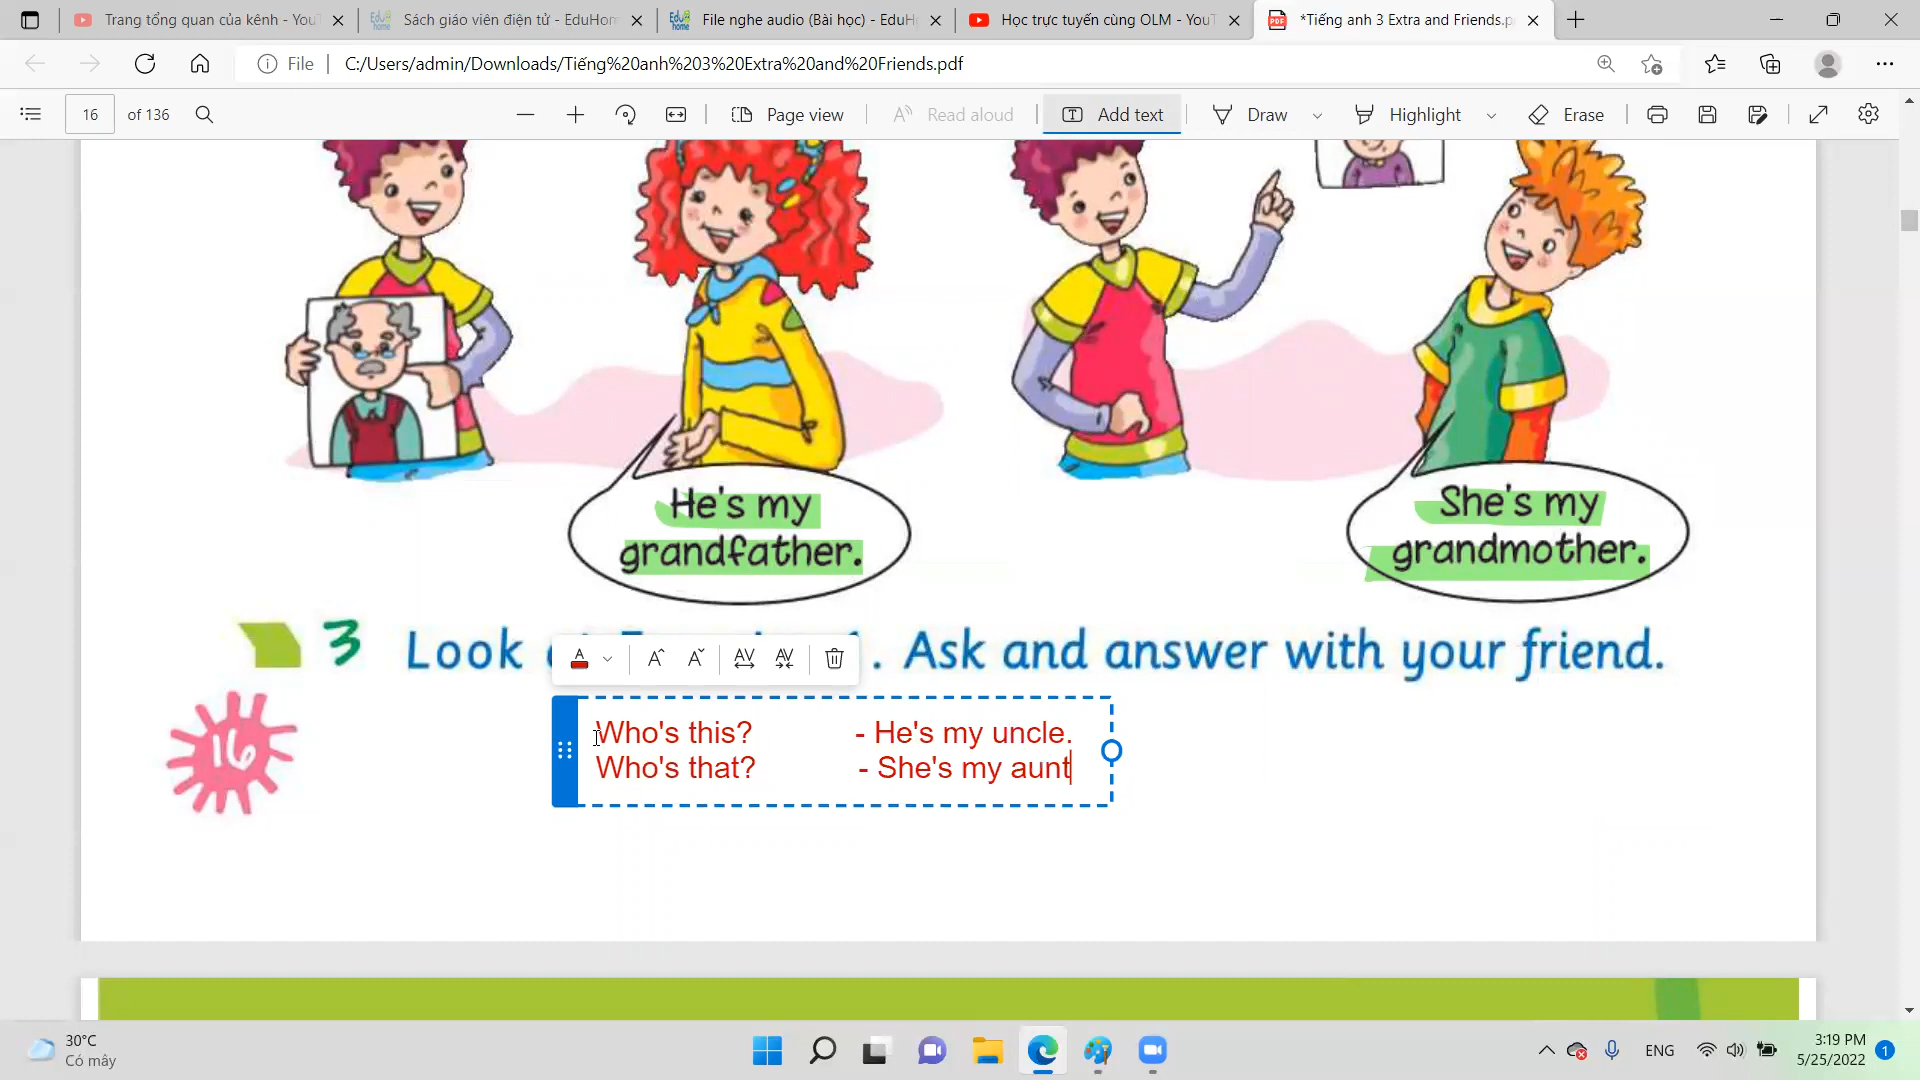 Trang tổng quan của kênh - YouT
Sách giáo viên điện tử - EduHom
File nghe audio (Bài học) - EduH
Học trực tuyến cùng OLM - YouT
*Tiếng anh 3 Extra and Friends.p
File
C:/Users/admin/Downloads/Tiếng%20anh%203%20Extra%20and%20Friends.pdf
16 of 136
Page view
Read aloud
Add text
Draw
Highlight
Erase
He's my
grandfather.
She's my
grandmother.
3 Look . Ask and answer with your friend.
16
Who's this? - He's my uncle.
Who's that? - She's my aunt
30°C
Có mây
ENG
3:19 PM
5/25/2022
1